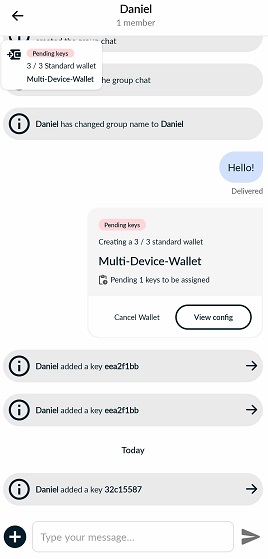 Daniel
1 member
created the group chat
Pending keys
3 / 3 Standard wallet
Multi-Device-Wallet
the group chat
Daniel has changed group name to Daniel
Hello!
Delivered
Pending keys
Creating a 3 / 3 standard wallet
Multi-Device-Wallet
Pending 1 keys to be assigned
Cancel Wallet
View config
Daniel added a key eea2f1bb
Daniel added a key eea2f1bb
Today
Daniel added a key 32c15587
Type your message...